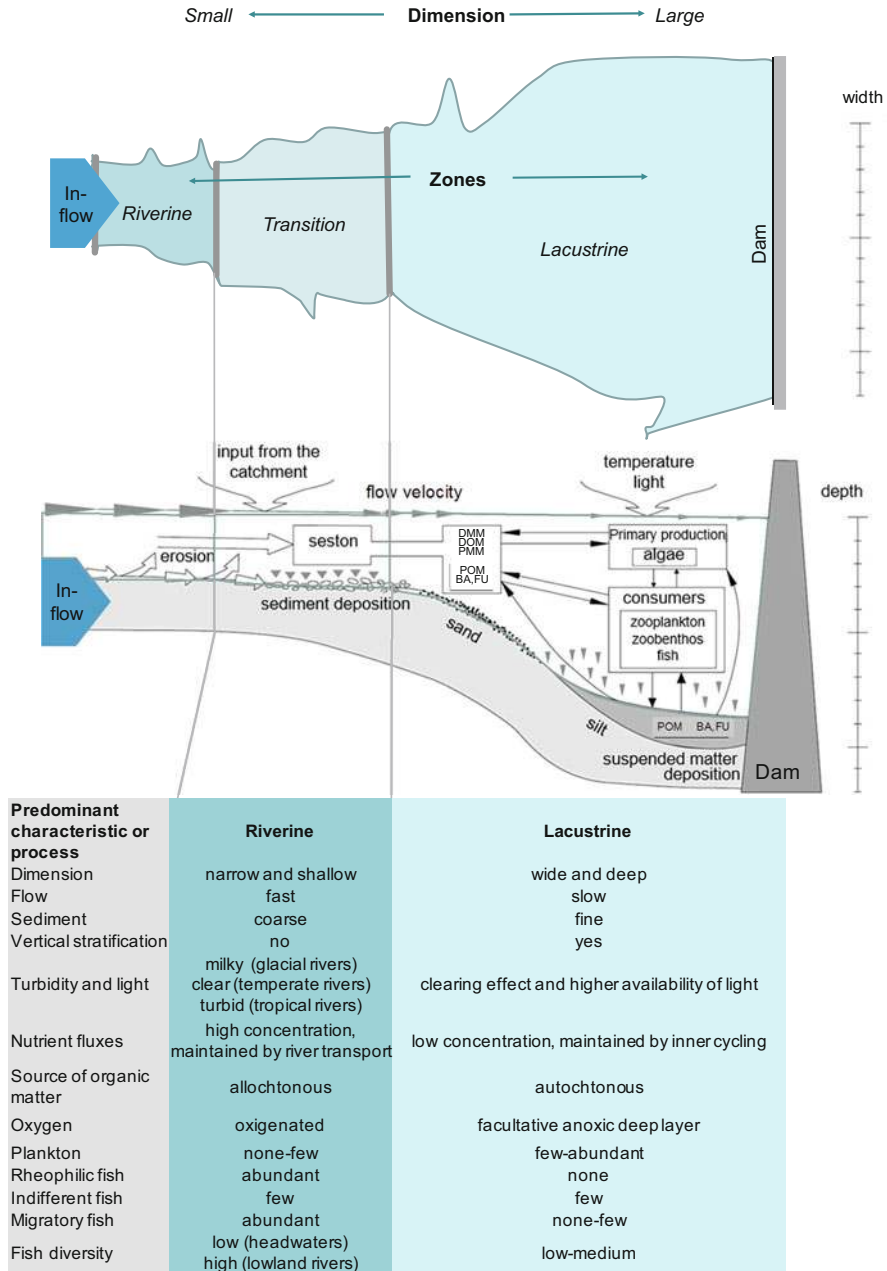 Small Dimension Large
width
In-
flow
Riverine
Transition
Zones
Lacustrine
Dam
input from the
catchment
flow velocity
temperature
light
depth
erosion
seston
DMM
DOM
PMM
POM
BA,FU
Primary production
algae
consumers
zooplankton
zoobenthos
fish
In-
flow
sediment deposition
sand
silt
POM BA,FU
suspended matter
deposition
Dam
Predominant
characteristic or
process
Riverine Lacustrine
Dimension narrow and shallow wide and deep
Flow fast slow
Sediment coarse fine
Vertical stratification no yes
milky (glacial rivers)
Turbidity and light clear (temperate rivers) clearing effect and higher availability of light
turbid (tropical rivers)
high concentration,
Nutrient fluxes maintained by river transport low concentration, maintained by inner cycling
Source of organic
matter
allochtonous autochtonous
Oxygen oxigenated facultative anoxic deep layer
Plankton none-few few-abundant
Rheophilic fish abundant none
Indifferent fish few few
Migratory fish abundant none-few
Fish diversity low (headwaters) low-medium
high (lowland rivers)